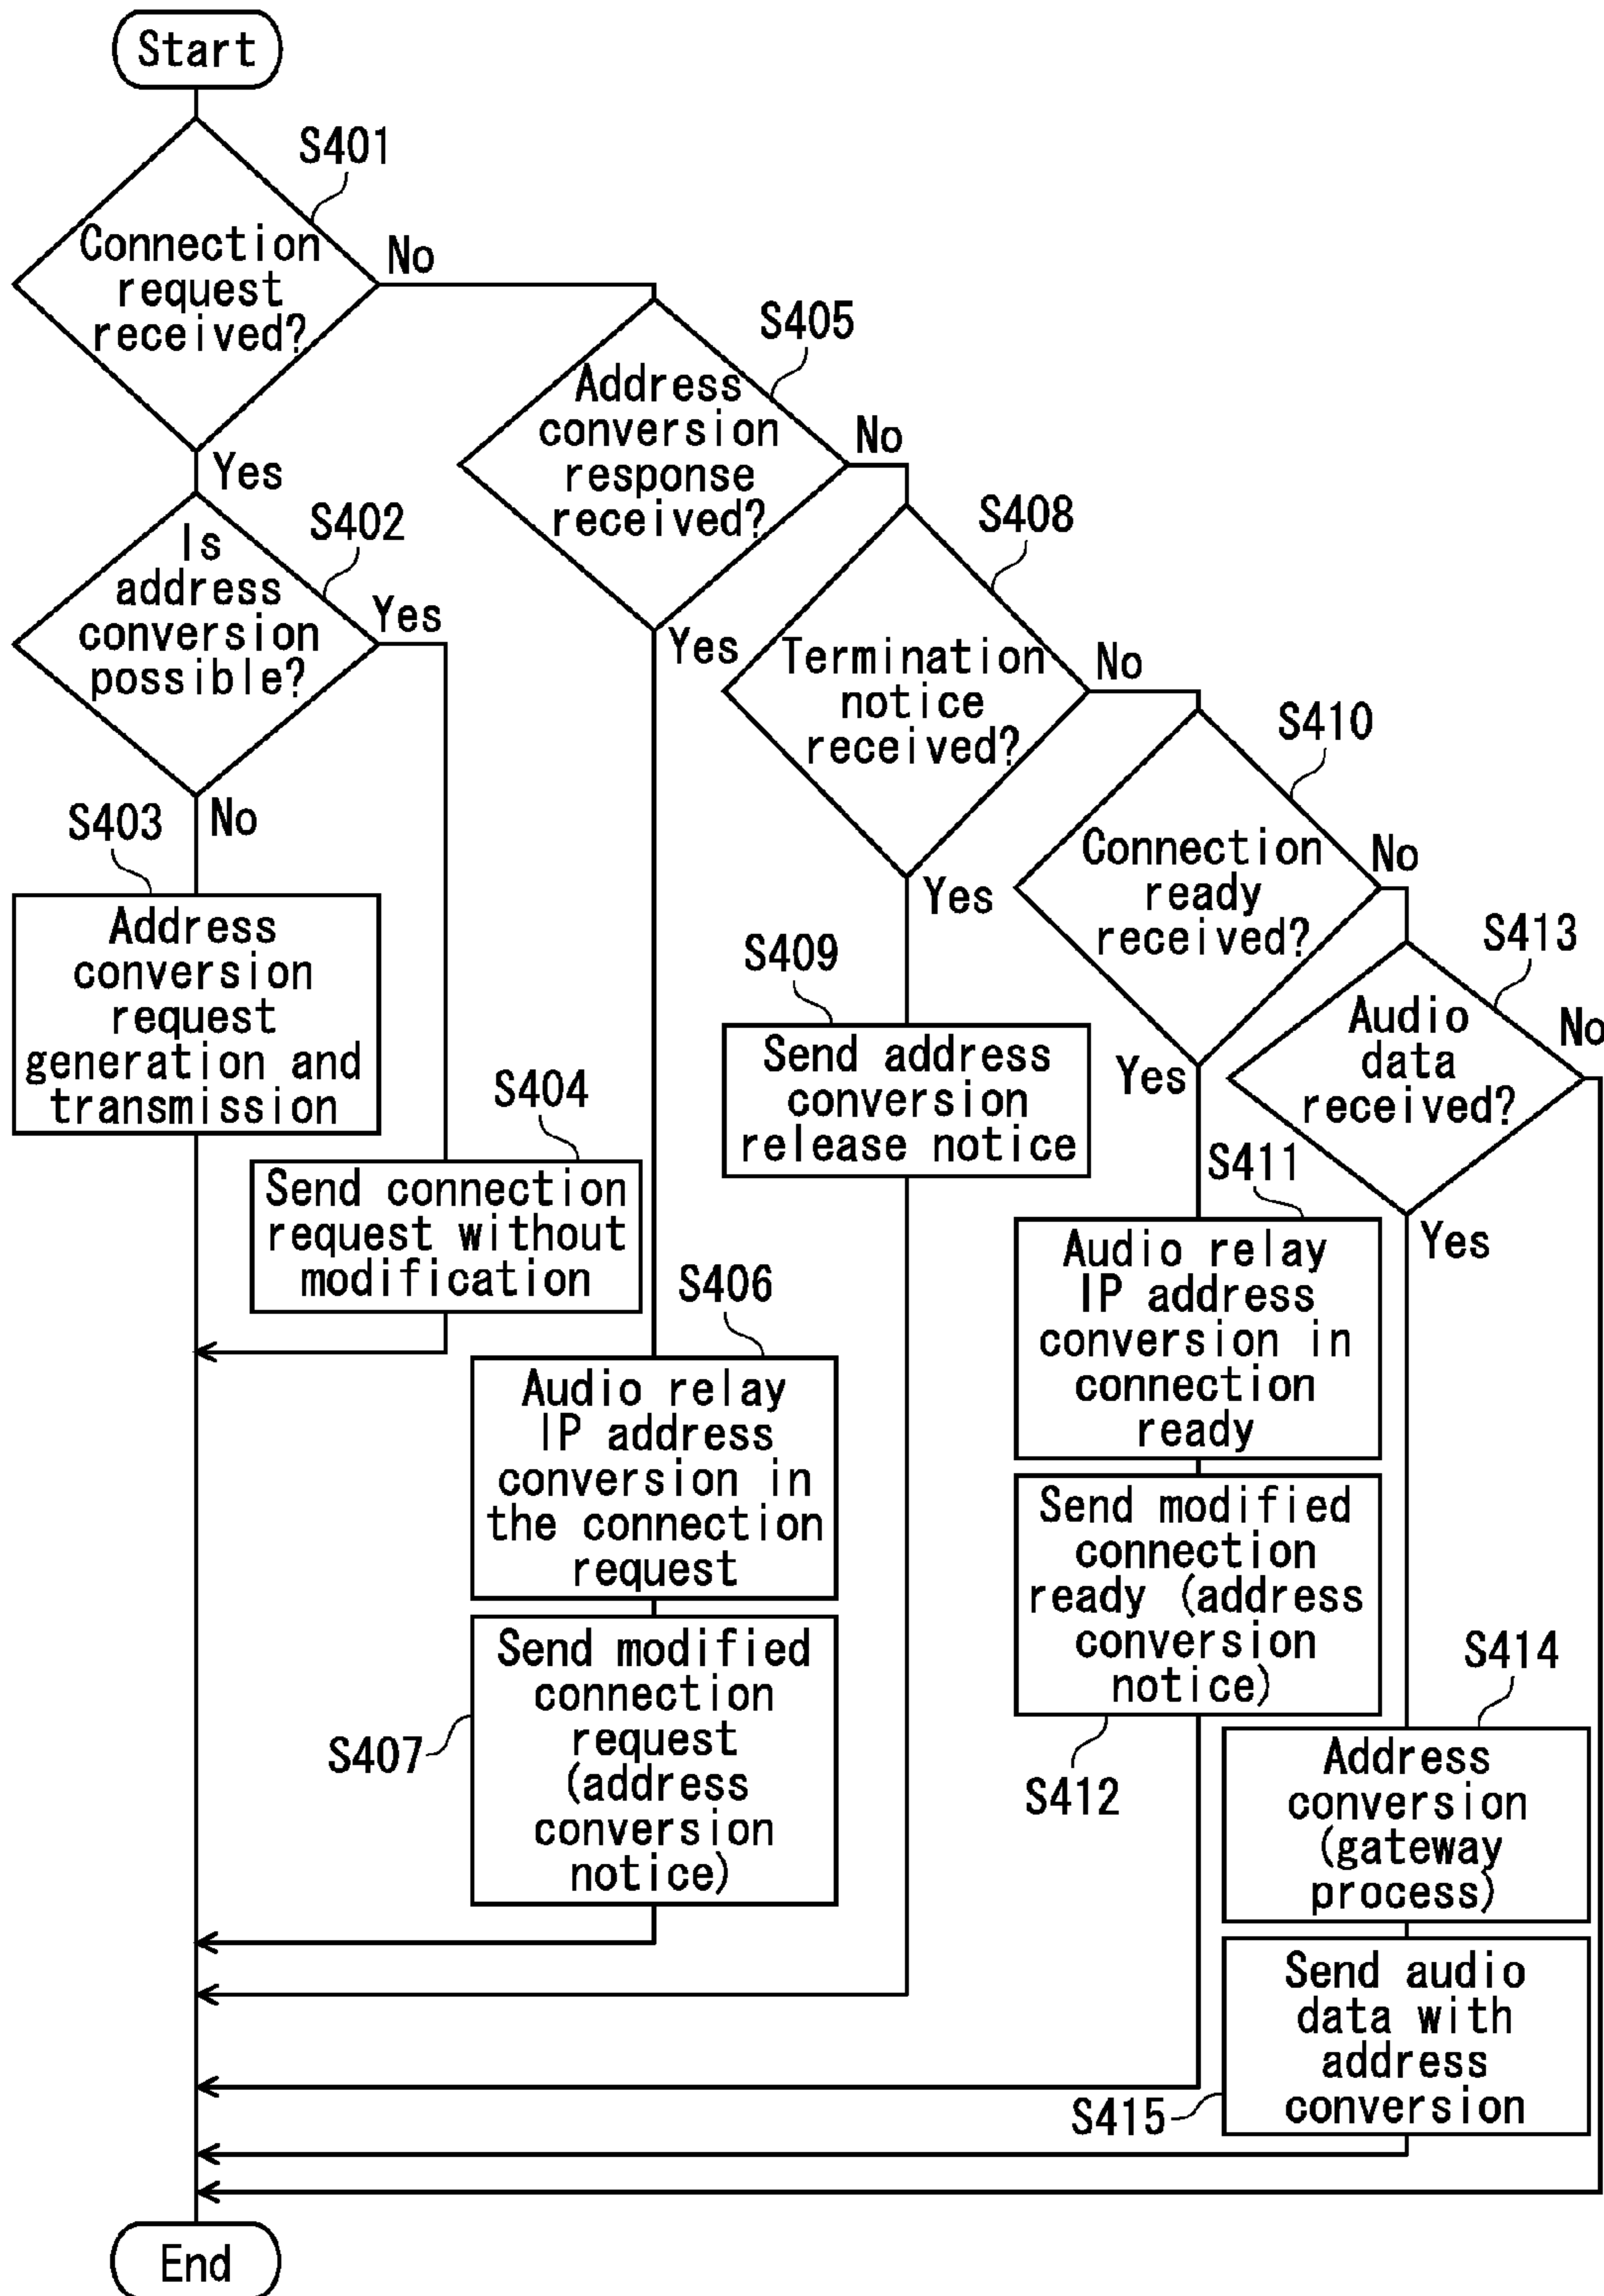 Start
S401
Connection
request
received?
No
Yes
S402
Is
address
conversion
possible?
Yes
No
S403
Address
conversion
request
generation and
transmission
S404
Send connection
request without
modification
S405
Address
conversion
response
received?
No
Yes
S406
Audio relay
IP address
conversion in
the connection
request
S407
Send modified
connection
request
(address
conversion
notice)
S408
Termination
notice
received?
No
Yes
S409
Send address
conversion
release notice
S410
Connection
ready
received?
No
Yes
S411
Audio relay
IP address
conversion in
connection
ready
S412
Send modified
connection
ready (address
conversion
notice)
S413
Audio
data
received?
No
Yes
S414
Address
conversion
(gateway
process)
S415
Send audio
data with
address
conversion
End